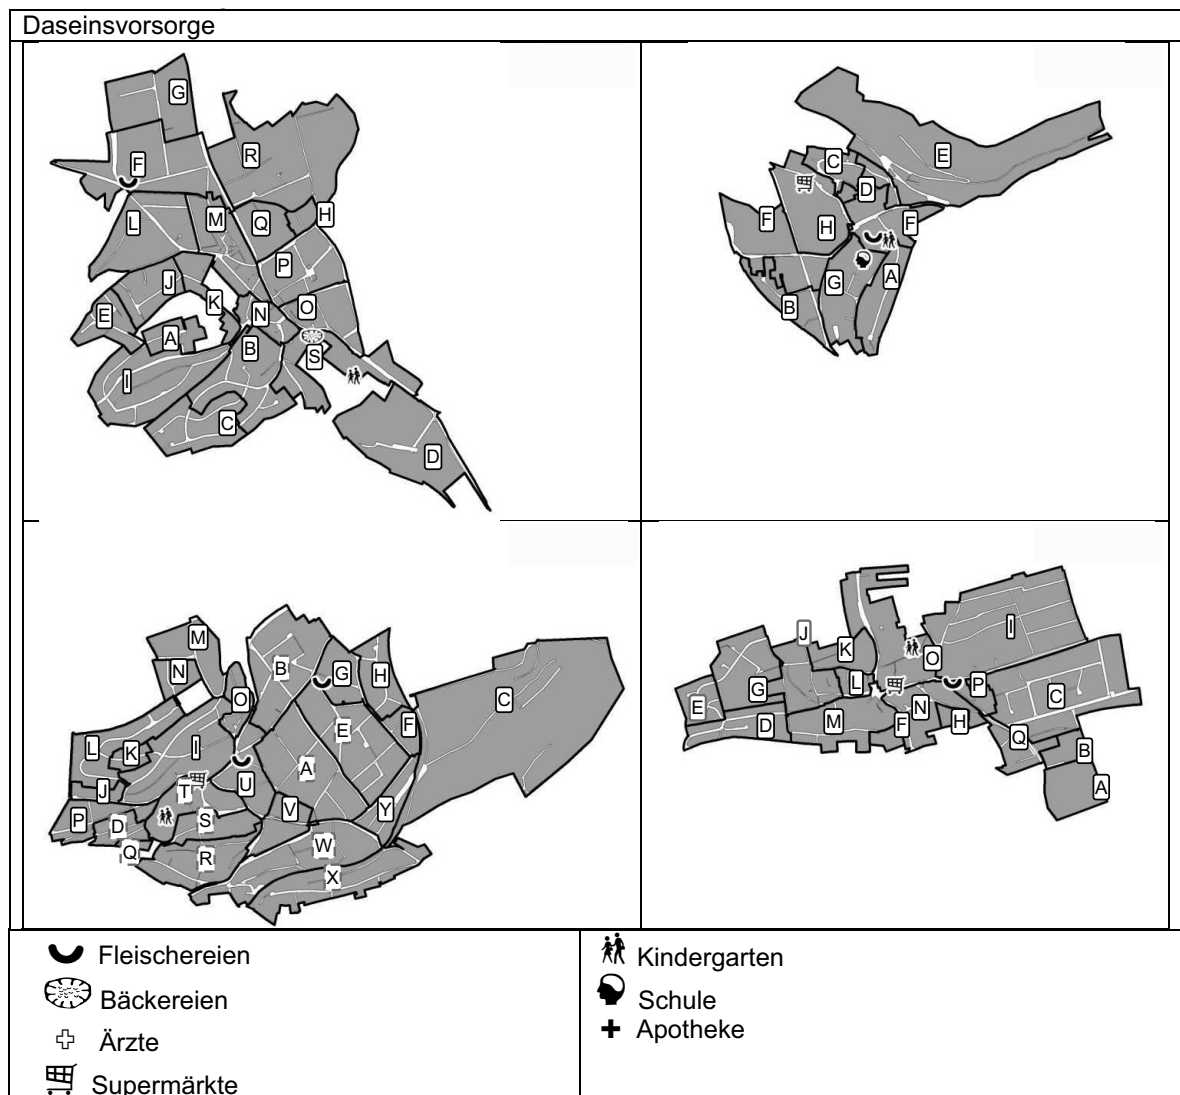 Daseinsvorsorge
G
F
R
L
M
Q
H
P
J
K
E
N
O
A
B
S
I
C
D
C
E
D
F
H
F
G
A
B
M
N
B
G
H
O
C
L
K
I
E
F
J
T
U
A
V
Y
P
D
S
Q
R
W
X
J
K
I
O
L
G
E
P
C
D
M
F
N
H
Q
B
A
Fleischereien
Bäckereien
Ärzte
Supermärkte
Kindergarten
Schule
Apotheke